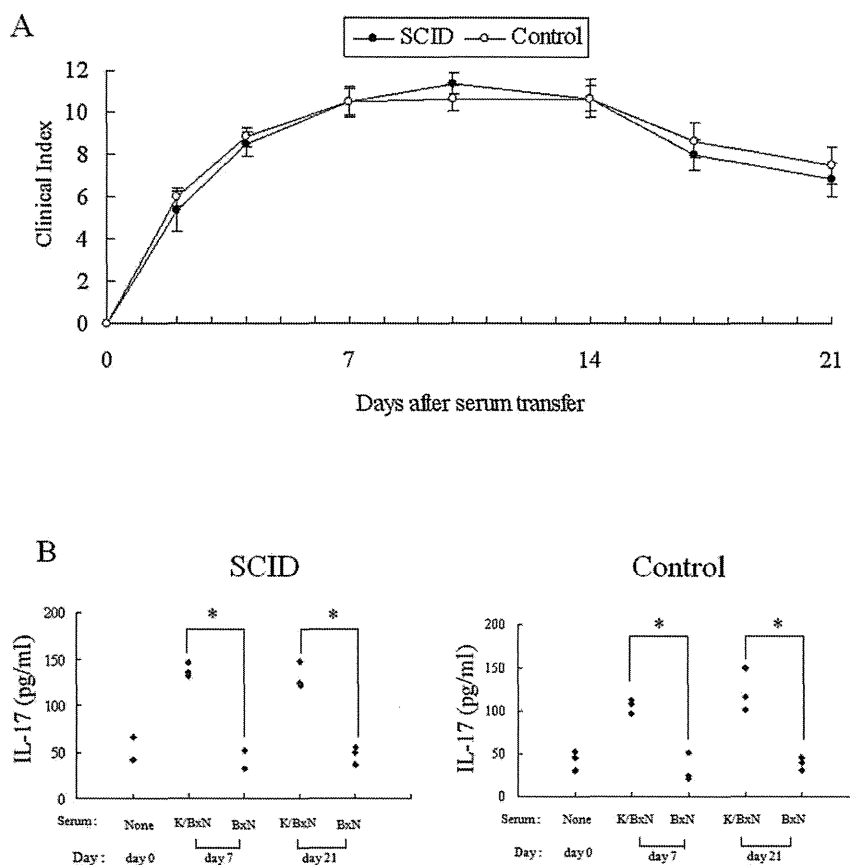 A
SCID Control
12
10
8
6
4
2
0
Clinical Index
0 7 14 21
Days after serum transfer
B
SCID
200
150
100
50
0
IL-17 (pg/ml)
* *
Serum: None K/BxN BxN K/BxN BxN
Day: day 0 day 7 day 21
Control
200
150
100
50
0
IL-17 (pg/ml)
* *
Serum: None K/BxN BxN K/BxN BxN
Day: day 0 day 7 day 21